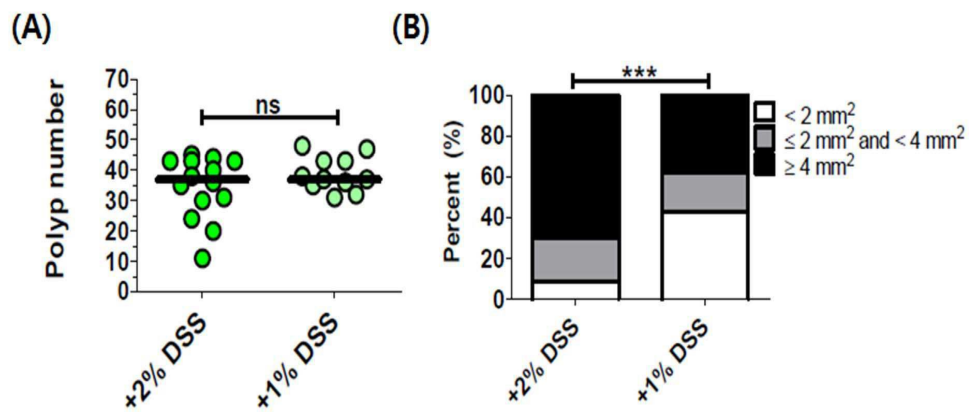 (A)
Polyp number
70
60
50
40
30
20
10
0
ns
+2% DSS
+1% DSS
(B)
Percent (%)
100
80
60
40
20
0
***
+2% DSS
+1% DSS
< 2 mm²
≤ 2 mm² and < 4 mm²
≥ 4 mm²